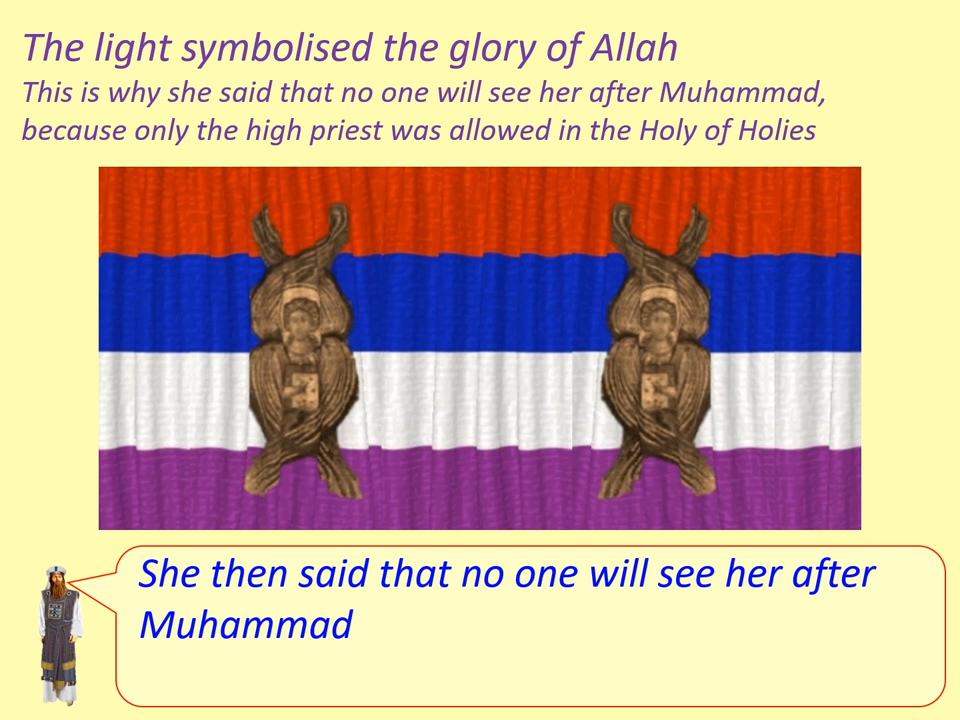 The light symbolised the glory of Allah
This is why she said that no one will see her after Muhammad,
because only the high priest was allowed in the Holy of Holies
She then said that no one will see her after
Muhammad